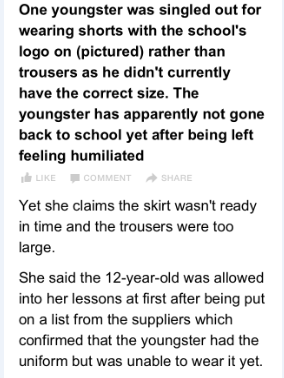 One youngster was singled out for
wearing shorts with the school's
logo on (pictured) rather than
trousers as he didn't currently
have the correct size. The
youngster has apparently not gone
back to school yet after being left
feeling humiliated
LIKE COMMENT SHARE
Yet she claims the skirt wasn't ready
in time and the trousers were too
large.
She said the 12-year-old was allowed
into her lessons at first after being put
on a list from the suppliers which
confirmed that the youngster had the
uniform but was unable to wear it yet.